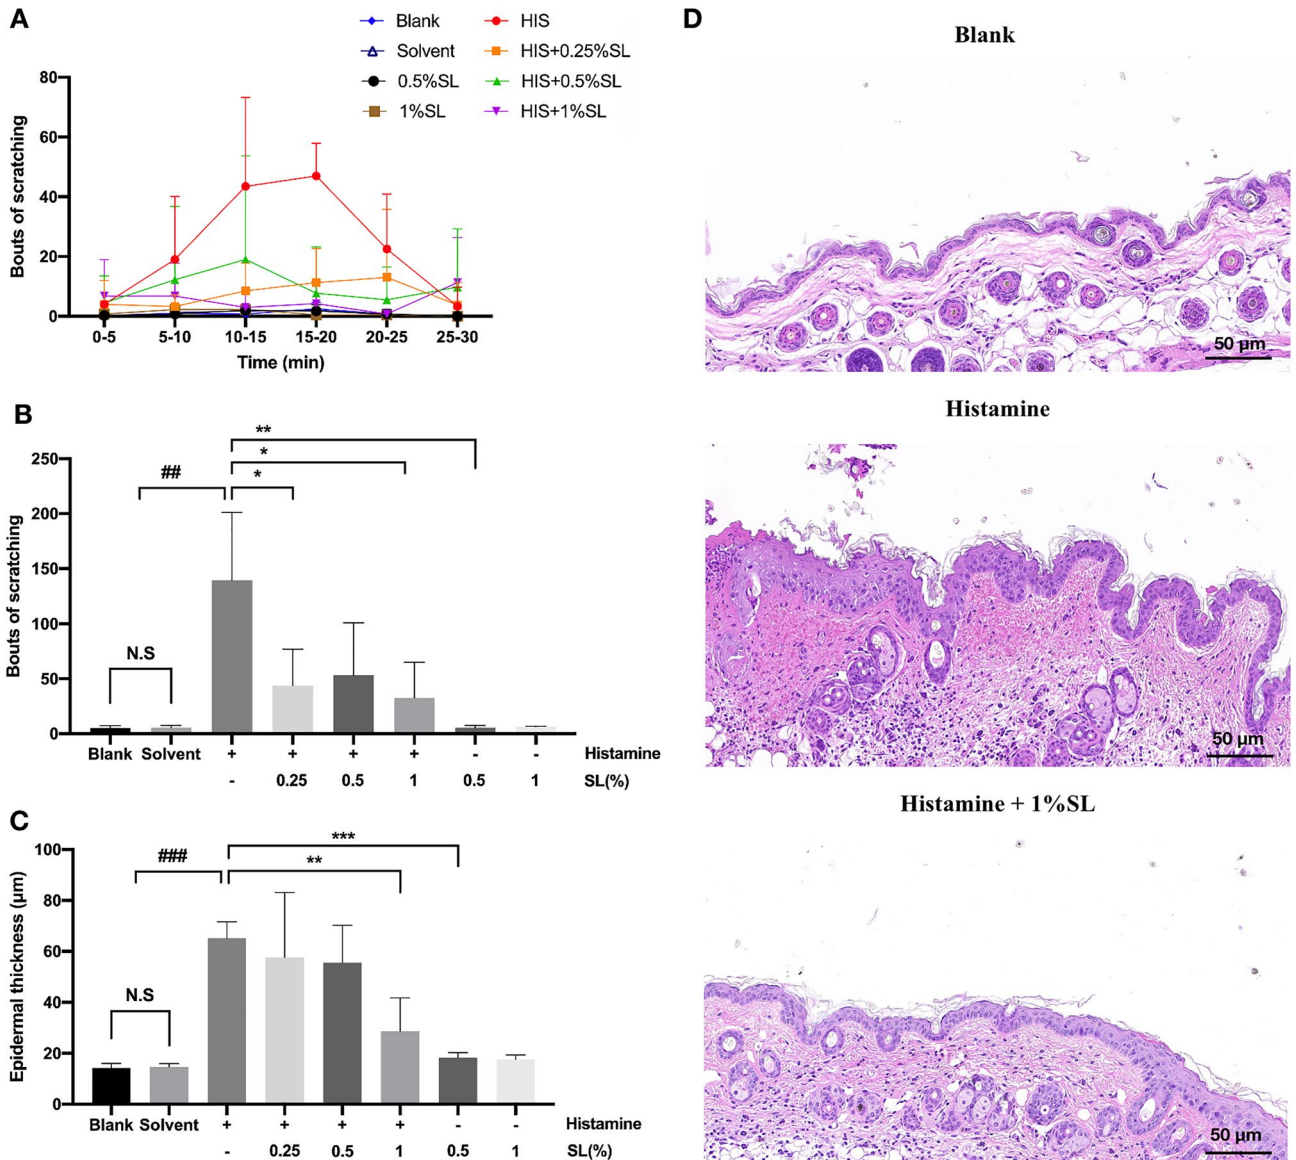 A
Blank
HIS
Solvent
HIS+0.25%SL
0.5%SL
HIS+0.5%SL
1%SL
HIS+1%SL
80
60
40
20
0
Bouts of scratching
0-5 5-10 10-15 15-20 20-25 25-30
Time (min)
B
**
*
*
##
N.S
250
200
150
100
50
0
Bouts of scratching
Blank Solvent + + + + - - Histamine
- 0.25 0.5 1 0.5 1 SL(%)
C
***
**
###
N.S
100
80
60
40
20
0
Epidermal thickness (µm)
Blank Solvent + + + + - - Histamine
- 0.25 0.5 1 0.5 1 SL(%)
D
Blank
50 µm
Histamine
50 µm
Histamine + 1%SL
50 µm